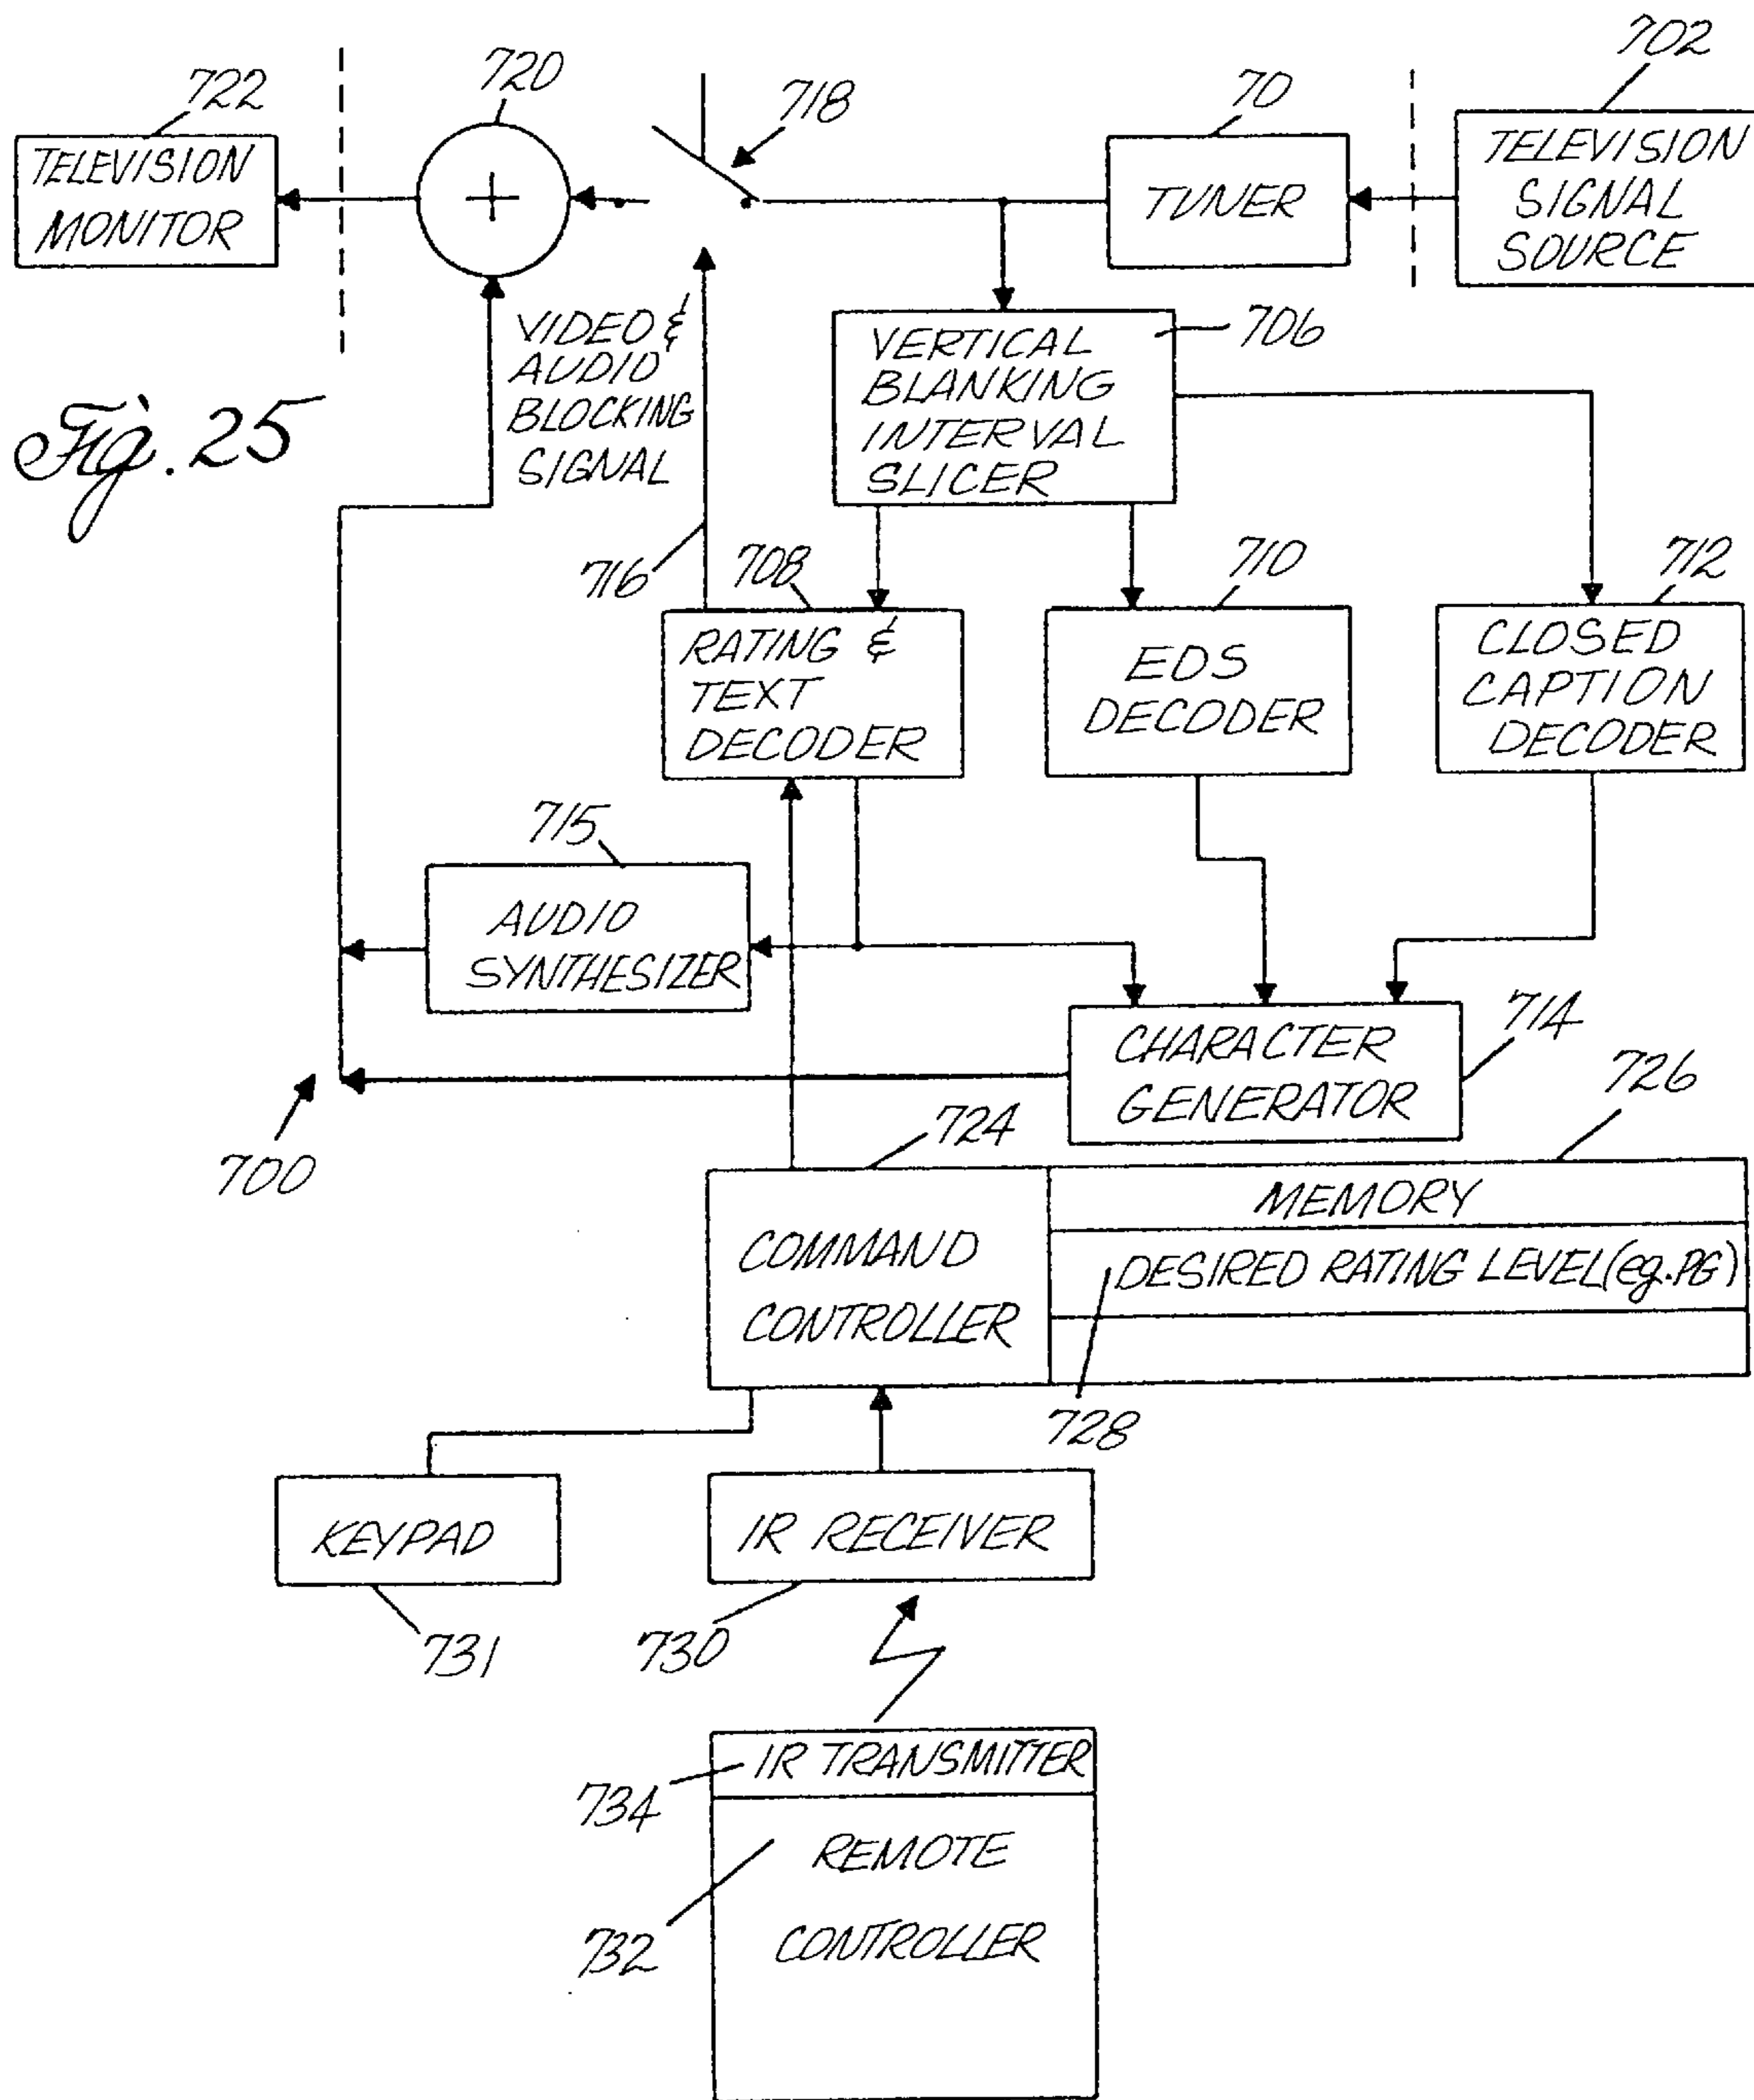 702
722
720
718
70
TELEVISION
MONITOR
+
TUNER
TELEVISION
SIGNAL
SOURCE
Fig. 25
VIDEO &
AUDIO
BLOCKING
SIGNAL
706
VERTICAL
BLANKING
INTERVAL
SLICER
716
708
710
712
RATING &
TEXT
DECODER
EDS
DECODER
CLOSED
CAPTION
DECODER
715
AUDIO
SYNTHESIZER
CHARACTER
GENERATOR
714
700
724
726
COMMAND
CONTROLLER
MEMORY
DESIRED RATING LEVEL(eg.PG)
728
KEYPAD
IR RECEIVER
731
730
IR TRANSMITTER
734
REMOTE
CONTROLLER
732